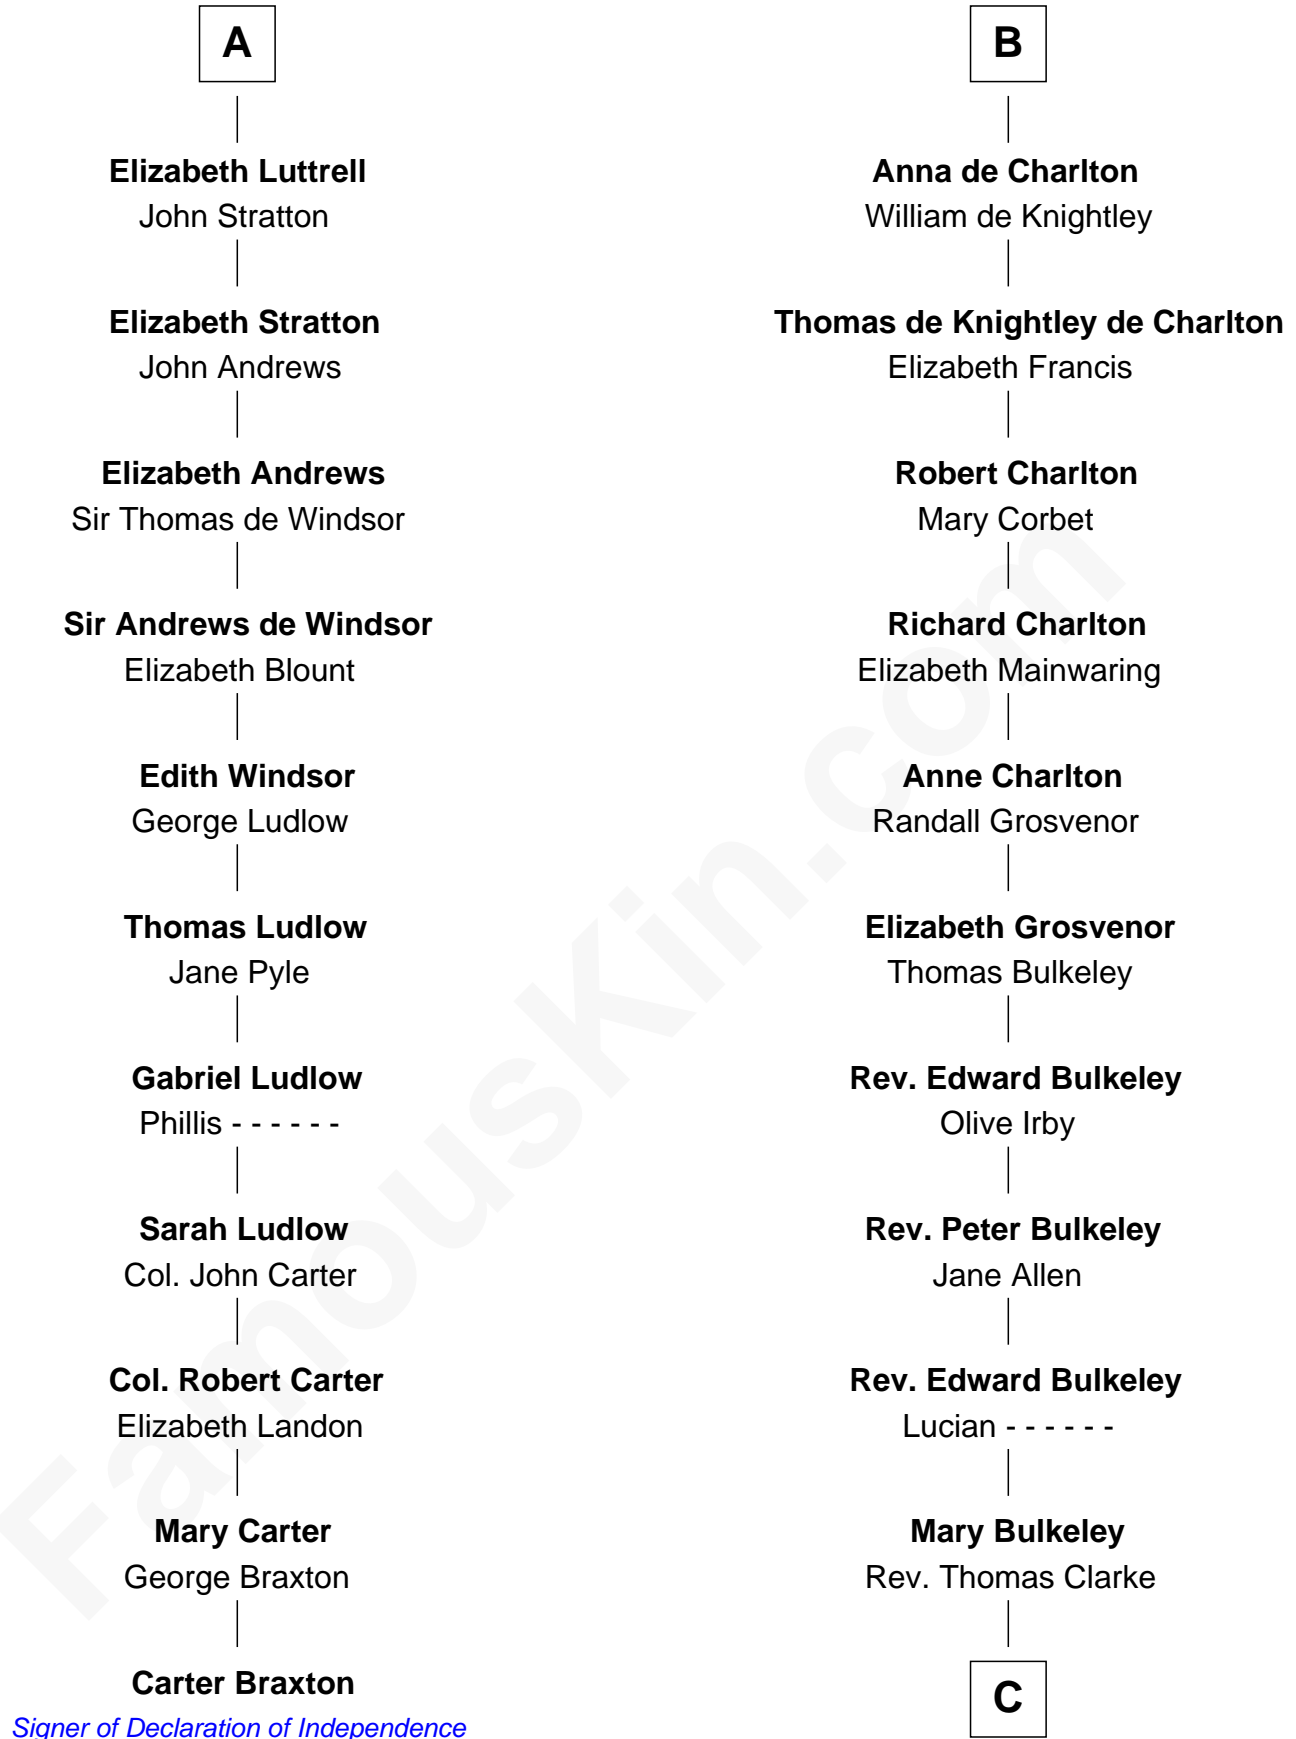 A
Elizabeth Luttrell
John Stratton
Elizabeth Stratton
John Andrews
Elizabeth Andrews
Sir Thomas de Windsor
Sir Andrews de Windsor
Elizabeth Blount
Edith Windsor
George Ludlow
Thomas Ludlow
Jane Pyle
Gabriel Ludlow
Phillis - - - - - -
Sarah Ludlow
Col. John Carter
Col. Robert Carter
Elizabeth Landon
Mary Carter
George Braxton
Carter Braxton
Signer of Declaration of Independence
B
Anna de Charlton
William de Knightley
Thomas de Knightley de Charlton
Elizabeth Francis
Robert Charlton
Mary Corbet
Richard Charlton
Elizabeth Mainwaring
Anne Charlton
Randall Grosvenor
Elizabeth Grosvenor
Thomas Bulkeley
Rev. Edward Bulkeley
Olive Irby
Rev. Peter Bulkeley
Jane Allen
Rev. Edward Bulkeley
Lucian - - - - - -
Mary Bulkeley
Rev. Thomas Clarke
C
FamousKin.com